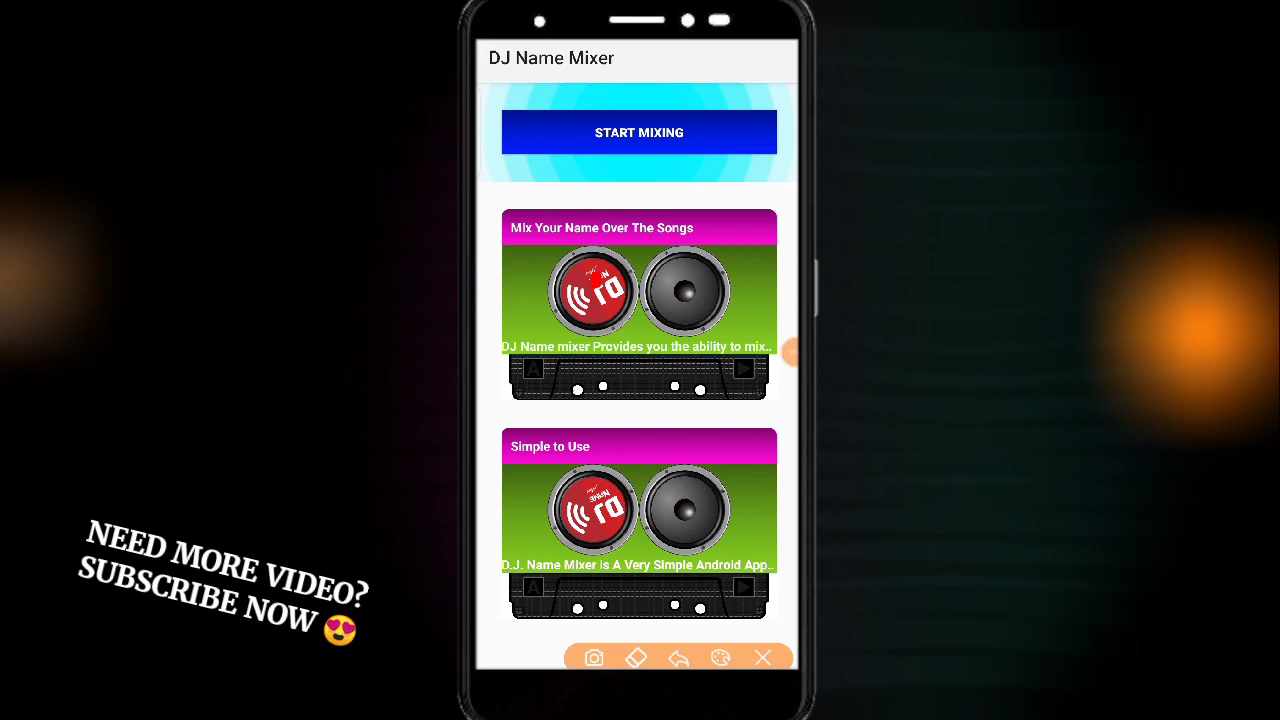 DJ Name Mixer
START MIXING
Mix Your Name Over The Songs
DJ Name mixer Provides you the ability to mix..
A
Simple to Use
NAME
D.J. Name Mixer is A Very Simple Android App..
A
NEED MORE VIDEO?
SUBSCRIBE NOW 😍